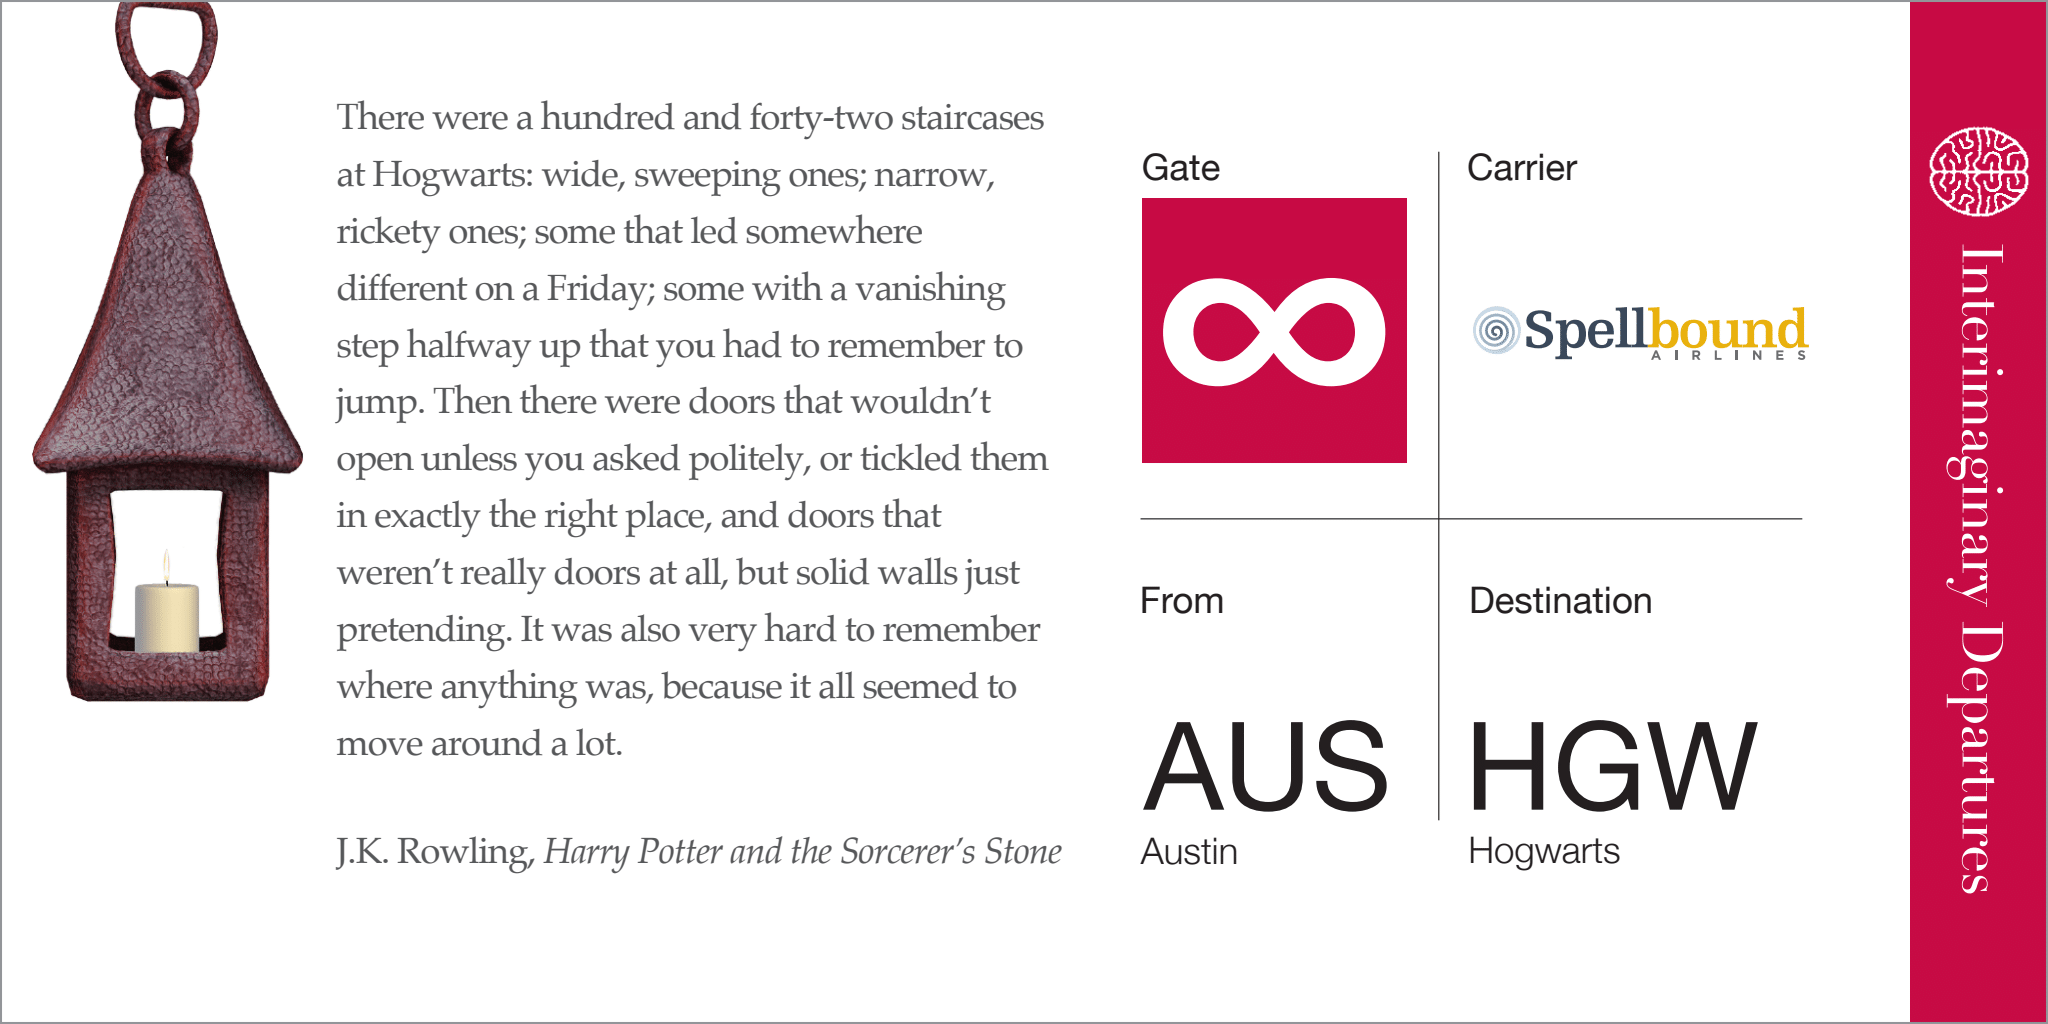 There were a hundred and forty-two staircases
at Hogwarts: wide, sweeping ones; narrow,
rickety ones; some that led somewhere
different on a Friday; some with a vanishing
step halfway up that you had to remember to
jump. Then there were doors that wouldn’t
open unless you asked politely, or tickled them
in exactly the right place, and doors that
weren’t really doors at all, but solid walls just
pretending. It was also very hard to remember
where anything was, because it all seemed to
move around a lot.
J.K. Rowling, Harry Potter and the Sorcerer’s Stone
Gate
∞
Carrier
Spellbound
AIRLINES
From
AUS
Austin
Destination
HGW
Hogwarts
Interimaginary Departures